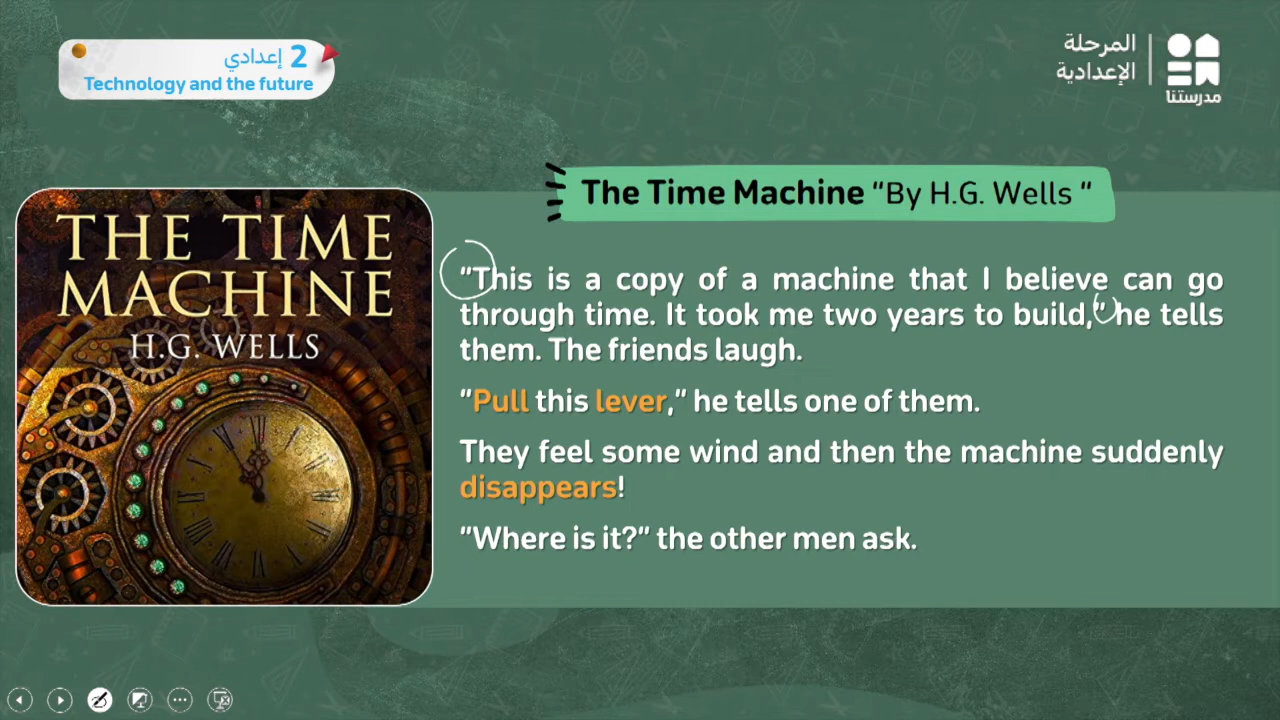 2 إعدادي
Technology and the future
المرحلة
الإعدادية
مدرستنا
THE TIME
MACHINE
H.G. WELLS
The Time Machine "By H.G. Wells "
"This is a copy of a machine that I believe can go
through time. It took me two years to build," he tells
them. The friends laugh.
"Pull this lever," he tells one of them.
They feel some wind and then the machine suddenly
disappears!
"Where is it?" the other men ask.